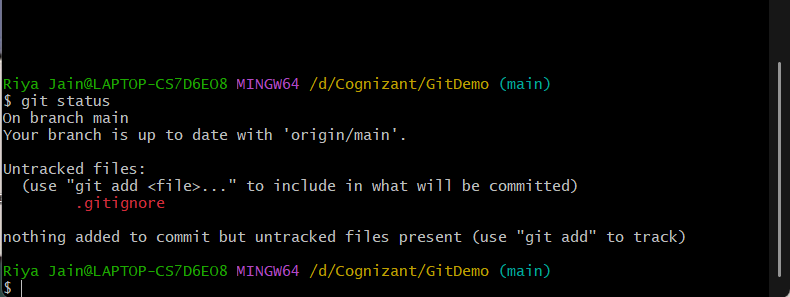 Riya Jain@LAPTOP-CS7D6EO8 MINGW64 /d/Cognizant/GitDemo (main)
$ git status
On branch main
Your branch is up to date with 'origin/main'.
Untracked files:
  (use "git add <file>..." to include in what will be committed)
        .gitignore
nothing added to commit but untracked files present (use "git add" to track)
Riya Jain@LAPTOP-CS7D6EO8 MINGW64 /d/Cognizant/GitDemo (main)
$